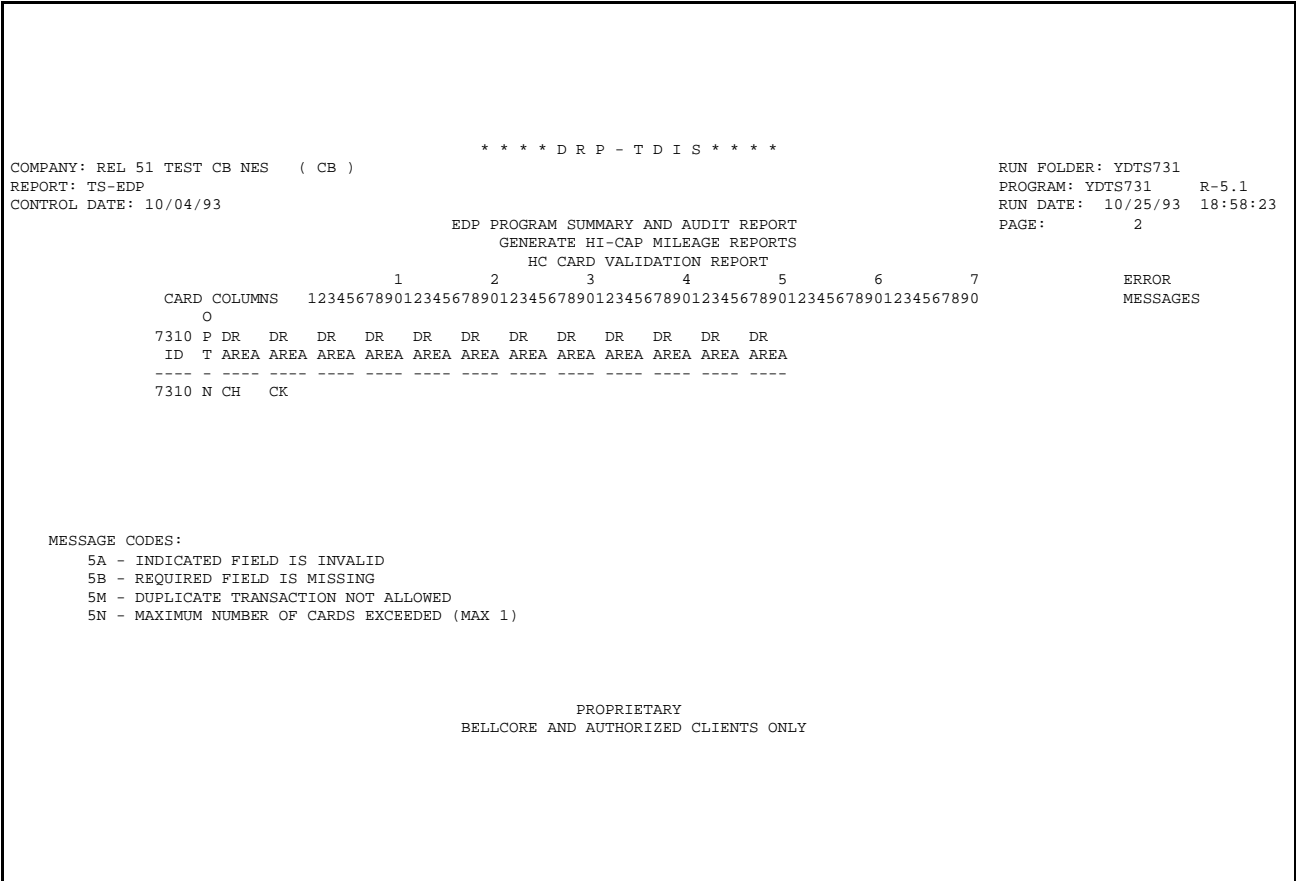 * * * * D R P - T D I S * * * *
COMPANY: REL 51 TEST CB NES   ( CB )                                                                   RUN FOLDER: YDTS731
REPORT: TS-EDP                                                                                         PROGRAM: YDTS731     R-5.1
CONTROL DATE: 10/04/93                                                                                 RUN DATE:  10/25/93  18:58:23
EDP PROGRAM SUMMARY AND AUDIT REPORT                     PAGE:         2
GENERATE HI-CAP MILEAGE REPORTS
HC CARD VALIDATION REPORT
1         2         3         4         5         6         7               ERROR
CARD COLUMNS   1234567890123456789012345678901234567890123456789012345678901234567890               MESSAGES
O
7310 P DR   DR   DR   DR   DR   DR   DR   DR   DR   DR   DR   DR
ID  T AREA AREA AREA AREA AREA AREA AREA AREA AREA AREA AREA AREA
---- - ---- ---- ---- ---- ---- ---- ---- ---- ---- ---- ---- ----
7310 N CH   CK
MESSAGE CODES:
5A - INDICATED FIELD IS INVALID
5B - REQUIRED FIELD IS MISSING
5M - DUPLICATE TRANSACTION NOT ALLOWED
5N - MAXIMUM NUMBER OF CARDS EXCEEDED (MAX 1)
PROPRIETARY
BELLCORE AND AUTHORIZED CLIENTS ONLY